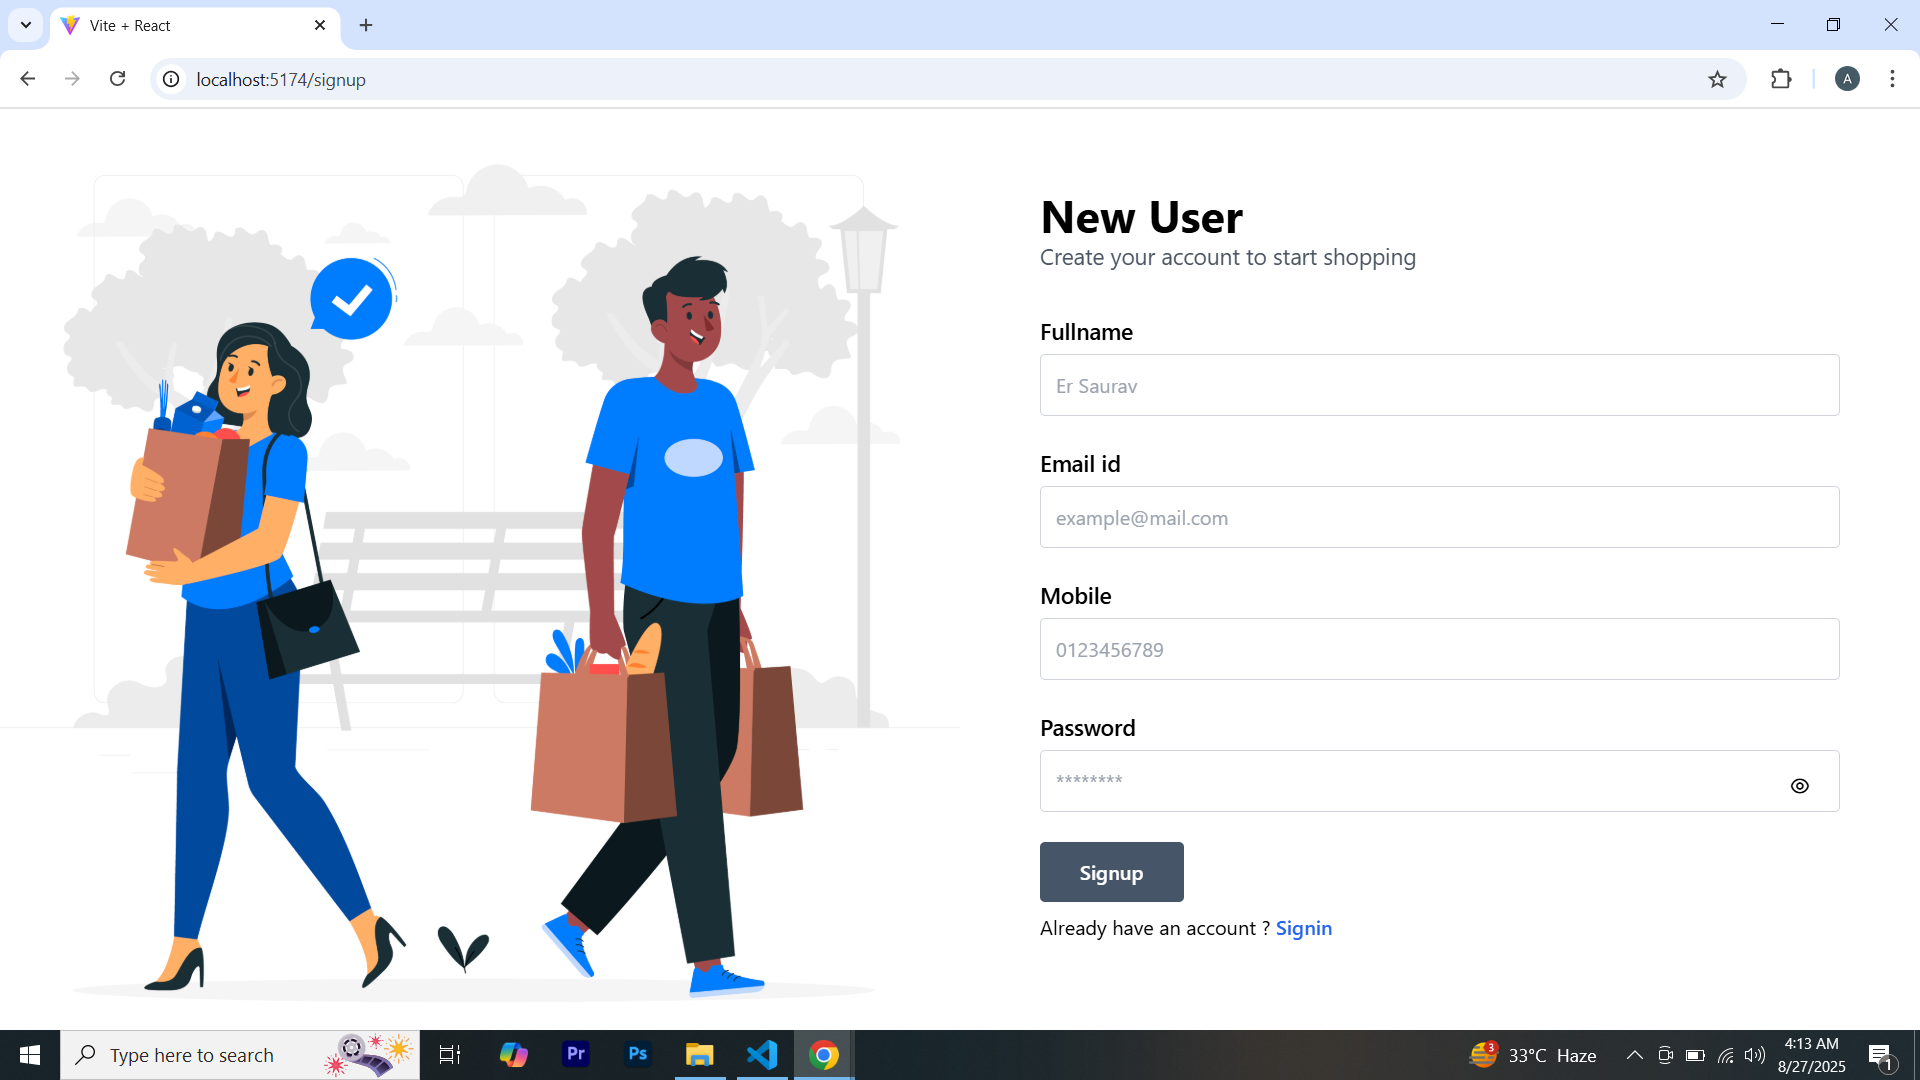 Vite + React
localhost:5174/signup
A
New User
Create your account to start shopping
Fullname
Er Saurav
Email id
example@mail.com
Mobile
0123456789
Password
********
Signup
Already have an account ? Signin
Type here to search
Pr
Ps
3
33°C Haze
4:13 AM
8/27/2025
1